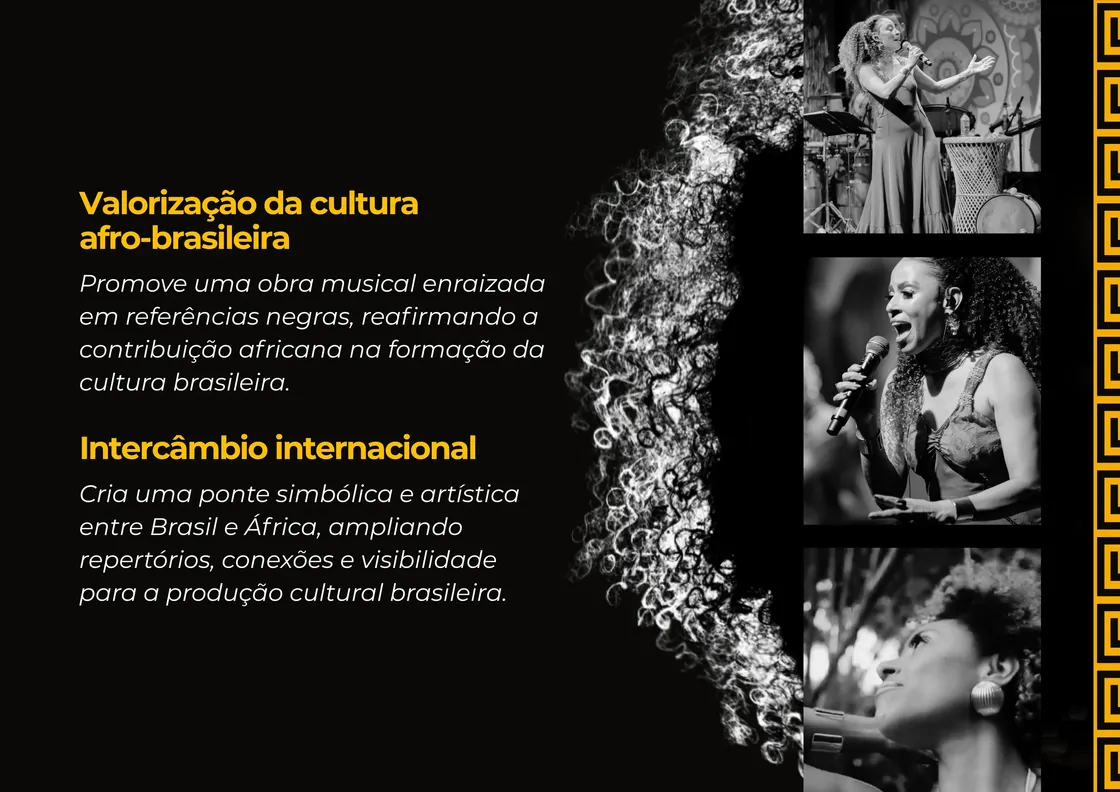 Valorização da cultura
afro-brasileira
Promove uma obra musical enraizada
em referências negras, reafirmando a
contribuição africana na formação da
cultura brasileira.
Intercâmbio internacional
Cria uma ponte simbólica e artística
entre Brasil e África, ampliando
repertórios, conexões e visibilidade
para a produção cultural brasileira.